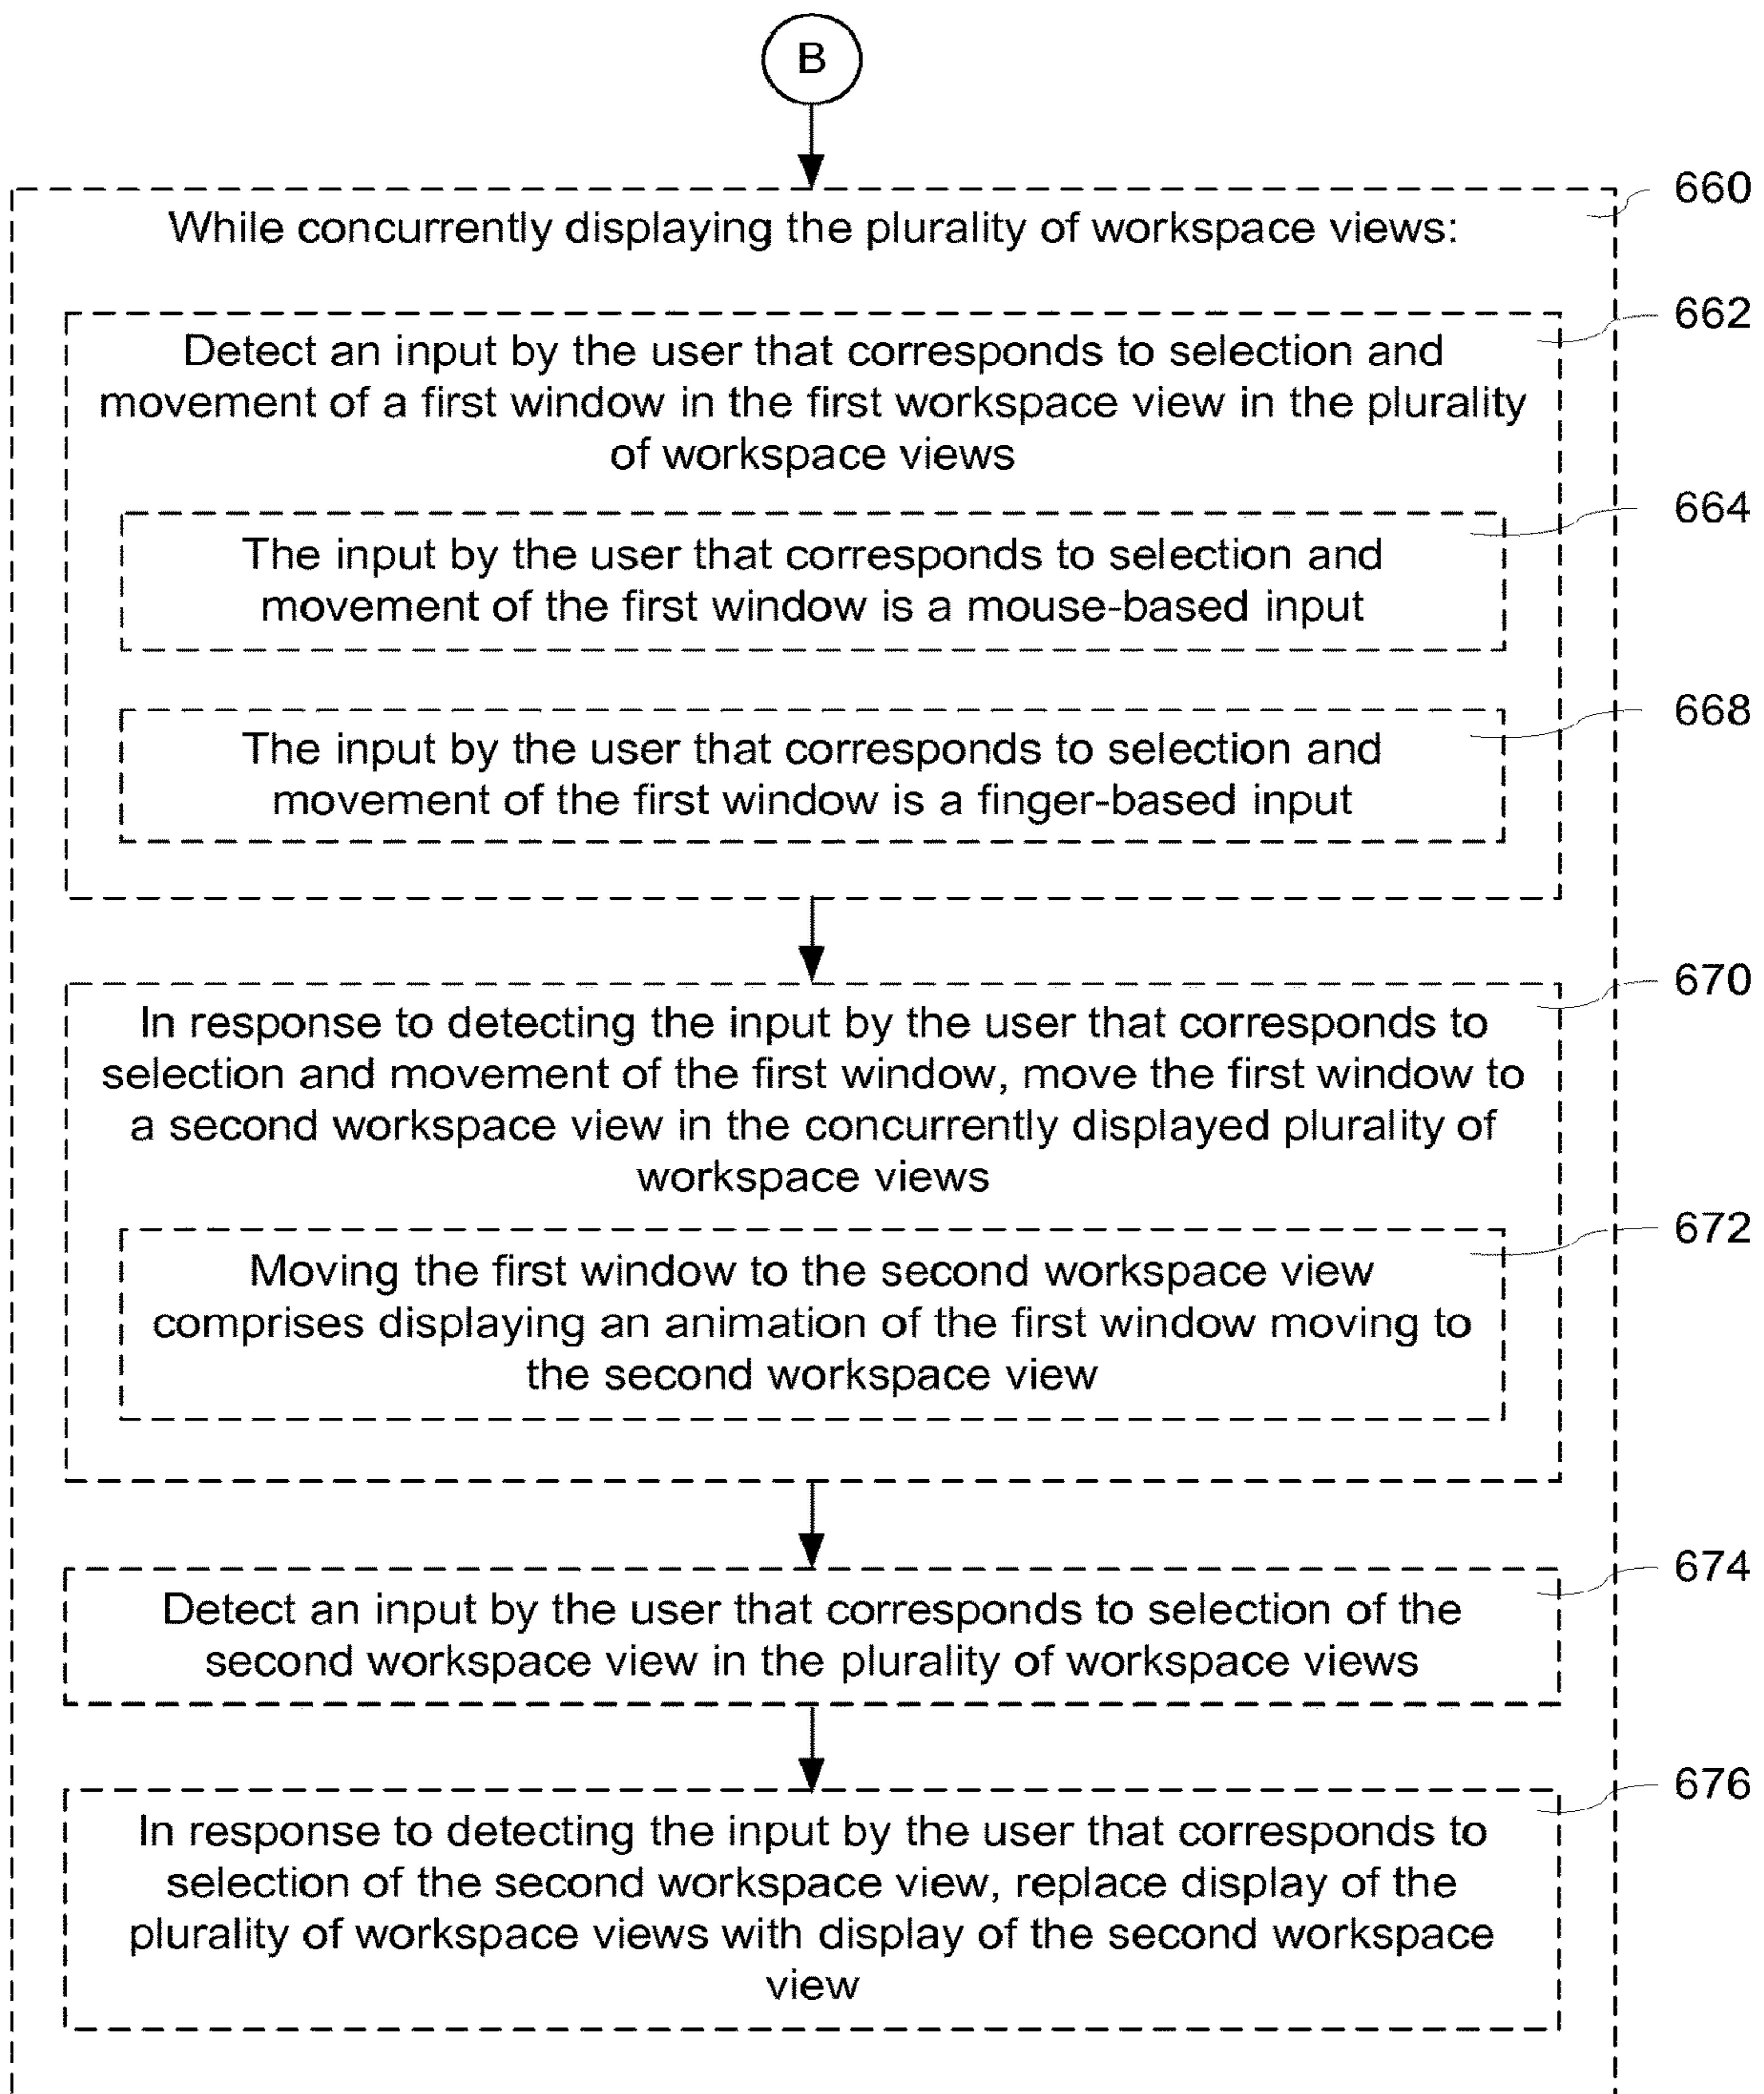 B
660
While concurrently displaying the plurality of workspace views:
662
Detect an input by the user that corresponds to selection and
movement of a first window in the first workspace view in the plurality
of workspace views
664
The input by the user that corresponds to selection and
movement of the first window is a mouse-based input
668
The input by the user that corresponds to selection and
movement of the first window is a finger-based input
670
In response to detecting the input by the user that corresponds to
selection and movement of the first window, move the first window to
a second workspace view in the concurrently displayed plurality of
workspace views
672
Moving the first window to the second workspace view
comprises displaying an animation of the first window moving to
the second workspace view
674
Detect an input by the user that corresponds to selection of the
second workspace view in the plurality of workspace views
676
In response to detecting the input by the user that corresponds to
selection of the second workspace view, replace display of the
plurality of workspace views with display of the second workspace
view